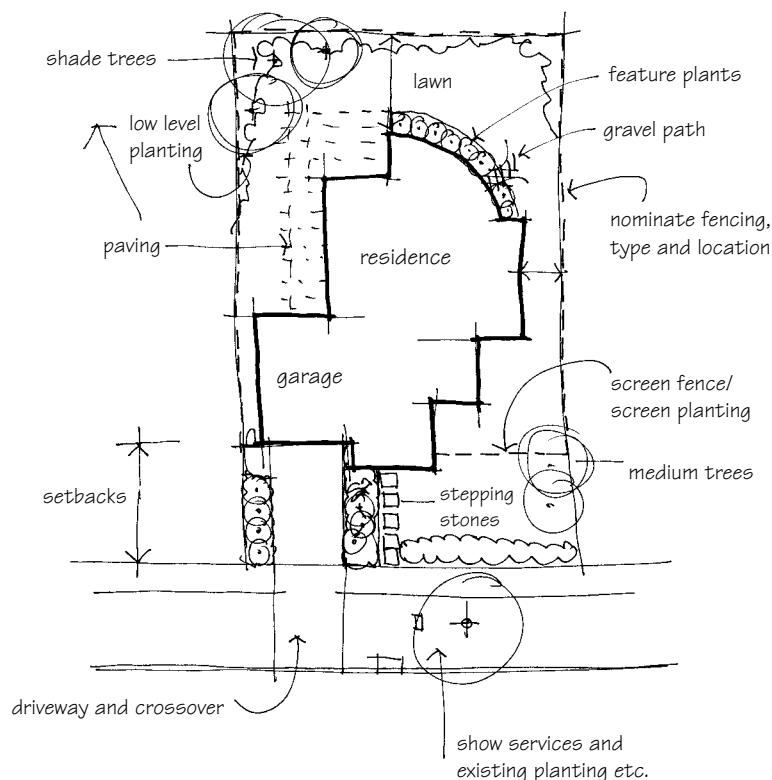 shade trees
lawn
feature plants
low level
planting
gravel path
nominate fencing,
type and location
paving
residence
garage
screen fence/
screen planting
medium trees
setbacks
stepping
stones
driveway and crossover
show services and
existing planting etc.